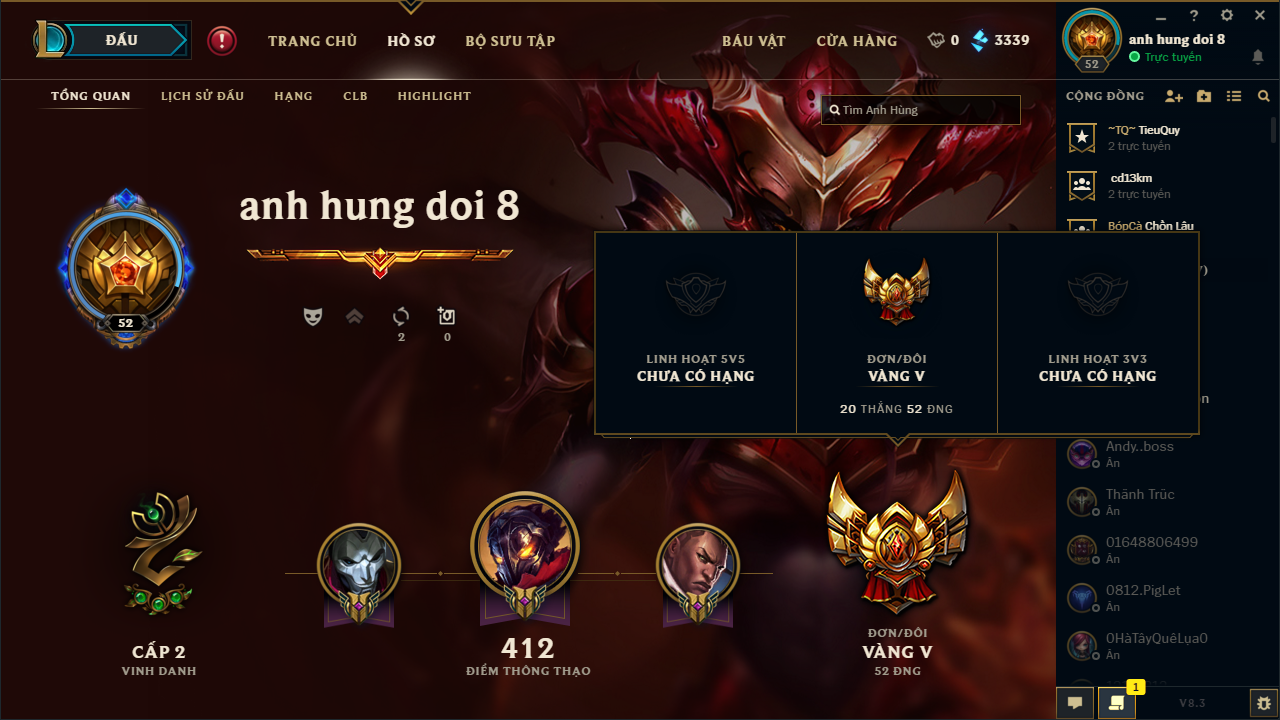 ĐẤU
TRANG CHỦ
HỒ SƠ
BỘ SƯU TẬP
BÁU VẬT
CỬA HÀNG
0
3339
52
anh hung doi 8
Trực tuyến
TỔNG QUAN
LỊCH SỬ ĐẤU
HẠNG
CLB
HIGHLIGHT
Tìm Anh Hùng
CỘNG ĐỒNG
~TQ~ TieuQuy
2 trực tuyến
cd13km
2 trực tuyến
BópCà Chồn Lâu
anh hung doi 8
52
2
0
LINH HOẠT 5V5
CHƯA CÓ HẠNG
ĐƠN/ĐÔI
VÀNG V
20 THẮNG 52 ĐNG
LINH HOẠT 3V3
CHƯA CÓ HẠNG
Andy..boss
Ẩn
Thänh Trüc
Ẩn
01648806499
Ẩn
0812.PigLet
Ẩn
0HàTâyQuêLụa0
Ẩn
CẤP 2
VINH DANH
412
ĐIỂM THÔNG THẠO
ĐƠN/ĐÔI
VÀNG V
52 ĐNG
1
V8.3